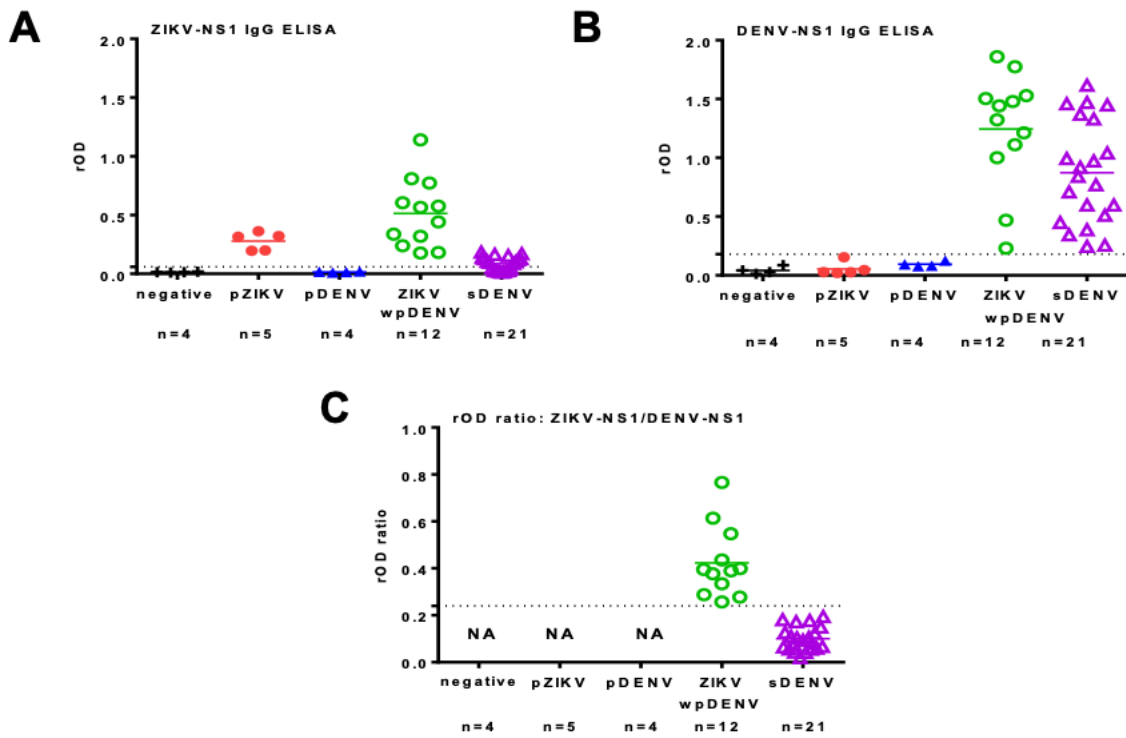 A
ZIKV-NS1 IgG ELISA
2.0
1.5
1.0
0.5
0.0
rOD
negative pZIKV pDENV ZIKV sDENV
wpDENV
n=4 n=5 n=4 n=12 n=21
B
DENV-NS1 IgG ELISA
2.0
1.5
1.0
0.5
0.0
rOD
negative pZIKV pDENV ZIKV sDENV
wpDENV
n=4 n=5 n=4 n=12 n=21
C
rOD ratio: ZIKV-NS1/DENV-NS1
1.0
0.8
0.6
0.4
0.2
0.0
rOD ratio
NA NA NA
negative pZIKV pDENV ZIKV sDENV
wpDENV
n=4 n=5 n=4 n=12 n=21